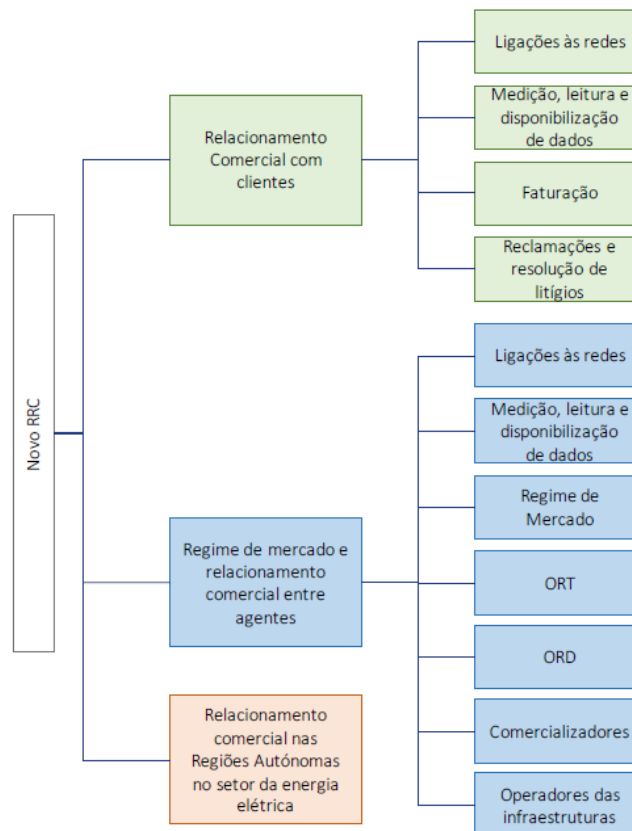 Novo RRC
Relacionamento
Comercial com
clientes
Ligações às redes
Medição, leitura e
disponibilização
de dados
Faturação
Reclamações e
resolução de
litígios
Regime de mercado e
relacionamento
comercial entre
agentes
Ligações às redes
Medição, leitura e
disponibilização
de dados
Regime de
Mercado
ORT
ORD
Comercializadores
Operadores das
infraestruturas
Relacionamento
comercial nas
Regiões Autónomas
no setor da energia
elétrica